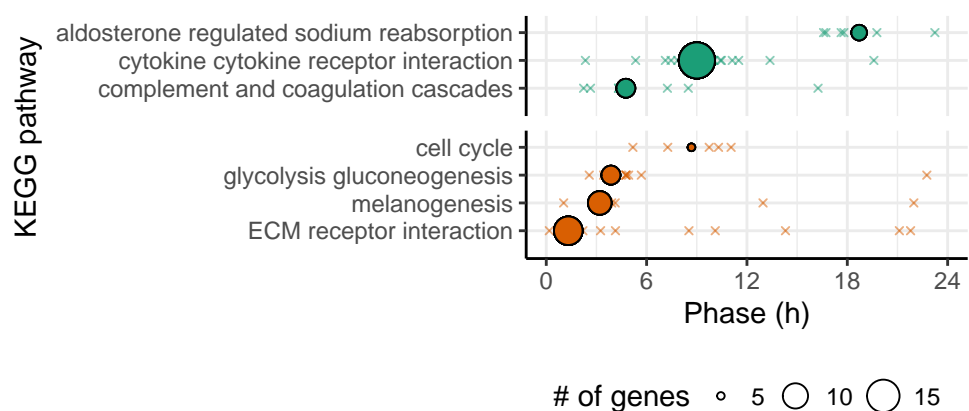 KEGG pathway
aldosterone regulated sodium reabsorption
cytokine cytokine receptor interaction
complement and coagulation cascades
cell cycle
glycolysis gluconeogenesis
melanogenesis
ECM receptor interaction
0 6 12 18 24
Phase (h)
# of genes 5 10 15